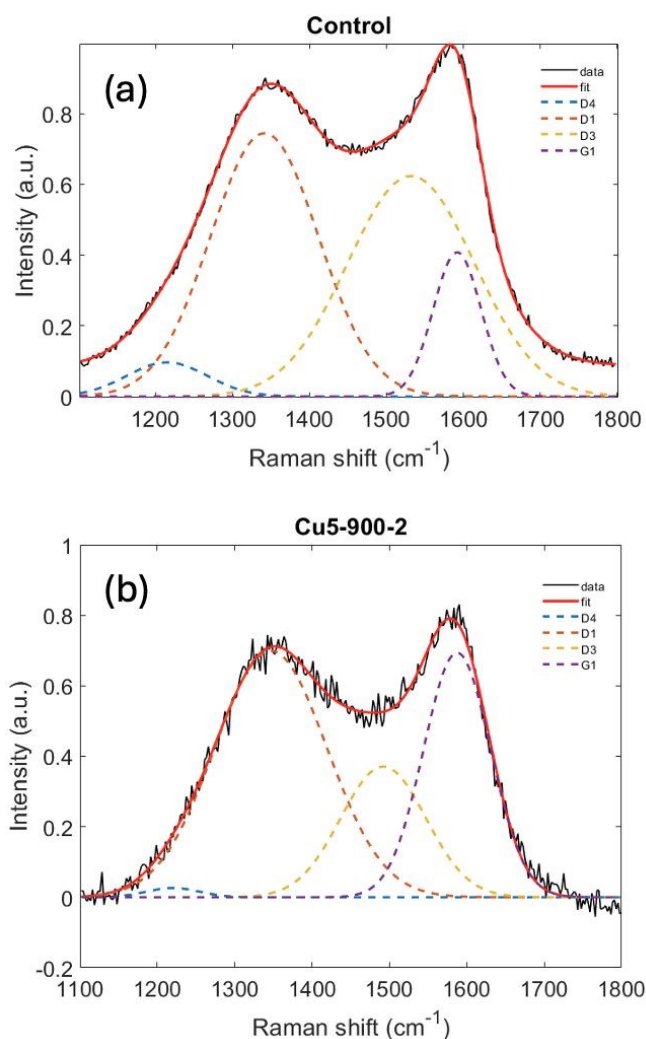 Control
(a)
data
fit
D4
D1
D3
G1
0.8
0.6
0.4
0.2
0
Intensity (a.u.)
1200 1300 1400 1500 1600 1700 1800
Raman shift (cm-1)
Cu5-900-2
(b)
data
fit
D4
D1
D3
G1
1
0.8
0.6
0.4
0.2
0
-0.2
Intensity (a.u.)
1100 1200 1300 1400 1500 1600 1700 1800
Raman shift (cm-1)